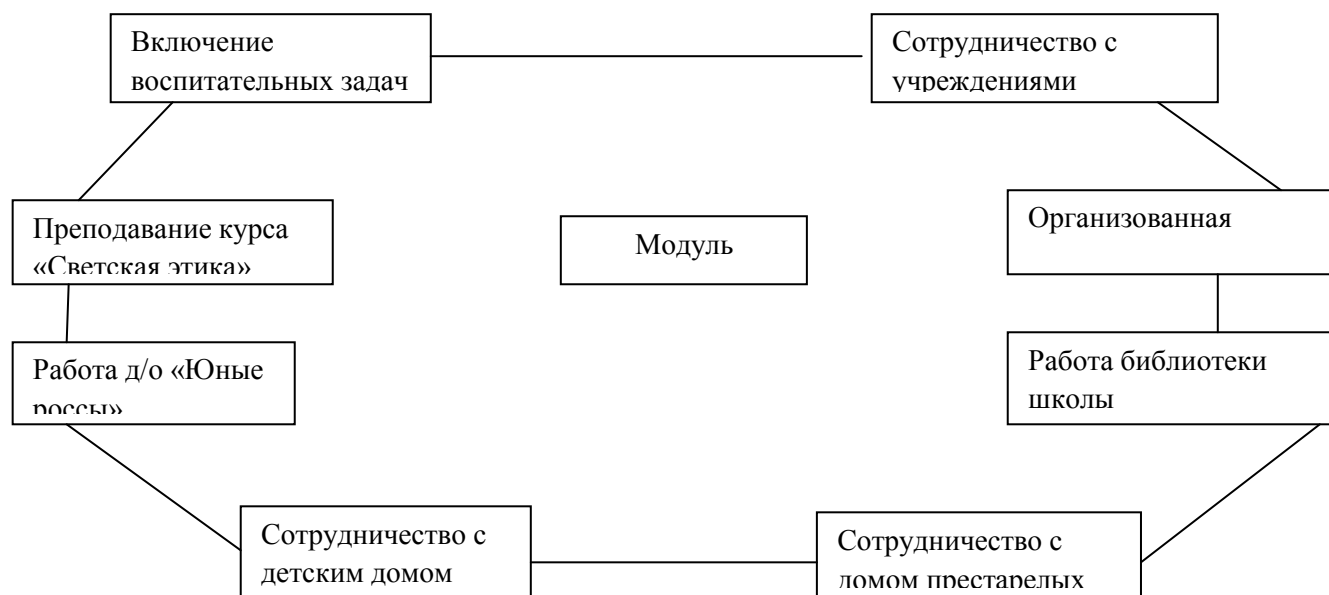 Включение
воспитательных задач
Сотрудничество с
учреждениями
Преподавание курса
«Светская этика»
Модуль
Организованная
Работа д/о «Юные
россы»
Работа библиотеки
школы
Сотрудничество с
детским домом
Сотрудничество с
домом престарелых